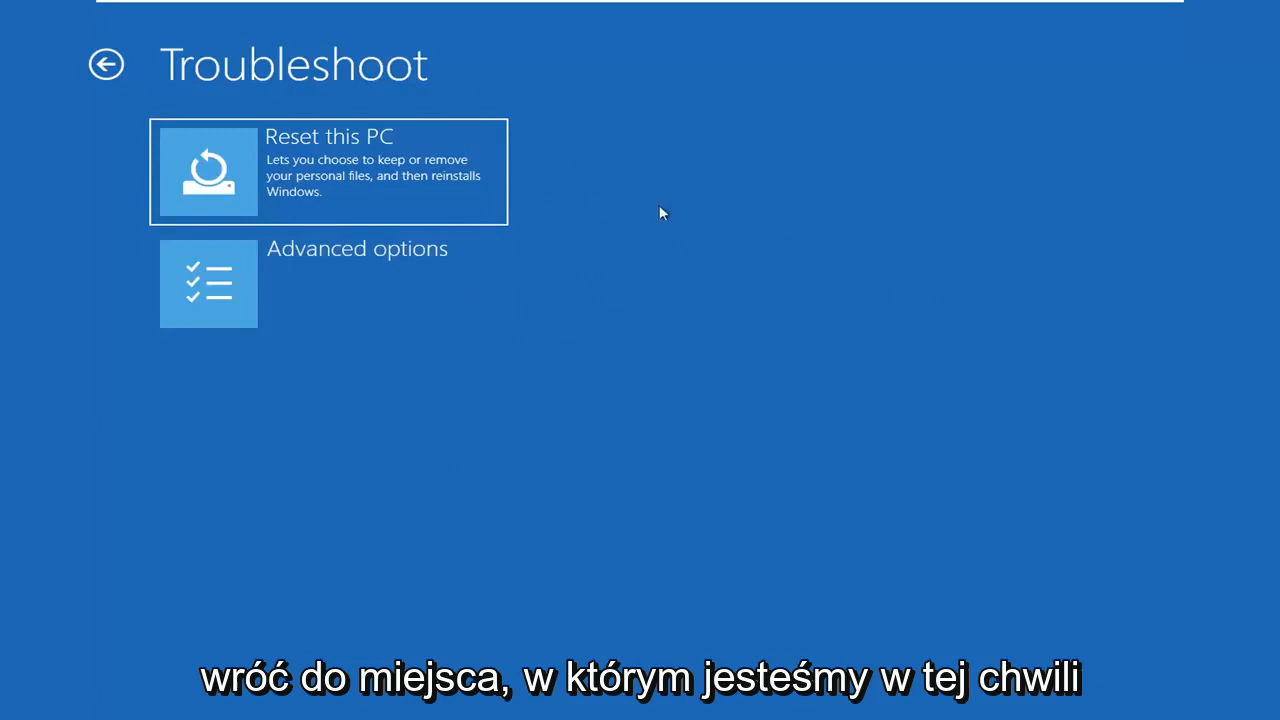 Troubleshoot
Reset this PC
Lets you choose to keep or remove
your personal files, and then reinstalls
Windows.
Advanced options
wróć do miejsca, w którym jesteśmy w tej chwili